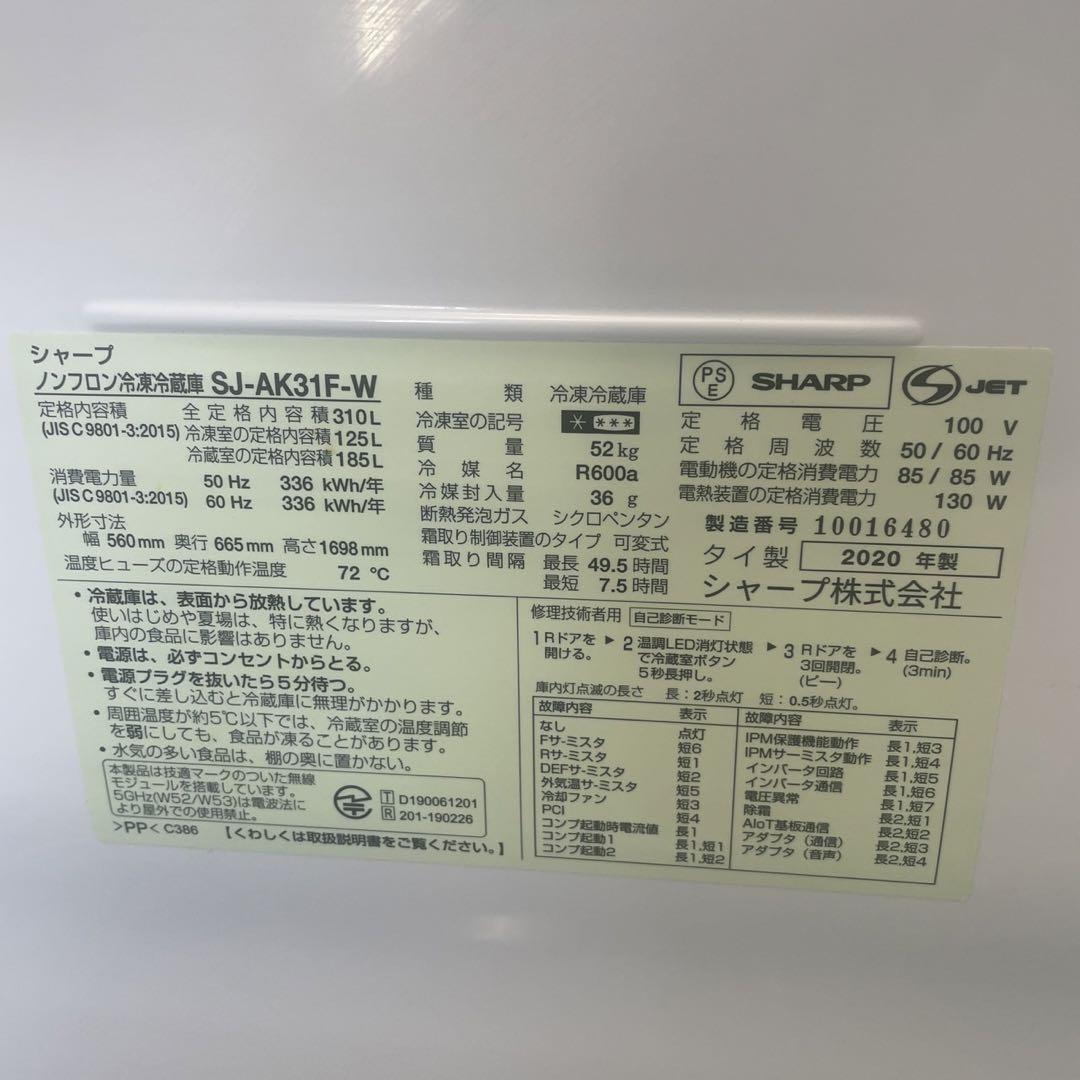 シャープ
ノンフロン冷凍冷蔵庫 SJ-AK31F-W
定格内容積 全定格内容積310L
(JIS C 9801-3:2015) 冷凍室の定格内容積125L
冷蔵室の定格内容積185L
消費電力量 50 Hz 336 kWh/年
(JIS C 9801-3:2015) 60 Hz 336 kWh/年
外形寸法
幅 560mm 奥行 665mm 高さ1698mm
温度ヒューズの定格動作温度 72 ℃
種類 冷凍冷蔵庫
冷凍室の記号 * ***
質量 52kg
冷媒名 R600a
冷媒封入量 36 g
断熱発泡ガス シクロペンタン
霜取り制御装置のタイプ 可変式
霜取り間隔 最長 49.5時間
最短 7.5時間
PSE SHARP JET
定格電圧 100 V
定格周波数 50/60 Hz
電動機の定格消費電力 85/85 W
電熱装置の定格消費電力 130 W
製造番号 10016480
タイ製 2020 年製
シャープ株式会社
・冷蔵庫は、表面から放熱しています。
使いはじめや夏場は、特に熱くなりますが、
庫内の食品に影響はありません。
・電源は、必ずコンセントからとる。
・電源プラグを抜いたら5分待つ。
すぐに差し込むと冷蔵庫に無理がかかります。
・周囲温度が約5℃以下では、冷蔵室の温度調節
を弱にしても、食品が凍ることがあります。
・水気の多い食品は、棚の奥に置かない。
本製品は技適マークのついた無線
モジュールを搭載しています。
5GHz(W52/W53)は電波法に
より屋外での使用禁止。
T D190061201
R 201-190226
>PP< C386 【くわしくは取扱説明書をご覧ください。】
修理技術者用 自己診断モード
1 Rドアを開ける。 ▶ 2 温調LED消灯状態で冷蔵室ボタン5秒長押し。 ▶ 3 Rドアを3回開閉。(ピー) ▶ 4 自己診断。(3min)
庫内灯点滅の長さ 長:2秒点灯 短:0.5秒点灯。
故障内容 表示
なし 点灯
Fサ-ミスタ 短6
Rサ-ミスタ 短1
DEFサ-ミスタ 短2
外気温サ-ミスタ 短5
冷却ファン 短3
PCI 短4
コンプ起動時電流値 長1
コンプ起動1 長1,短1
コンプ起動2 長1,短2
故障内容 表示
IPM保護機能動作 長1,短3
IPMサーミスタ動作 長1,短4
インバータ回路 長1,短5
インバータ通信 長1,短6
電圧異常 長1,短7
除霜 長2,短1
AIoT基板通信 長2,短2
アダプタ(通信) 長2,短3
アダプタ(音声) 長2,短4